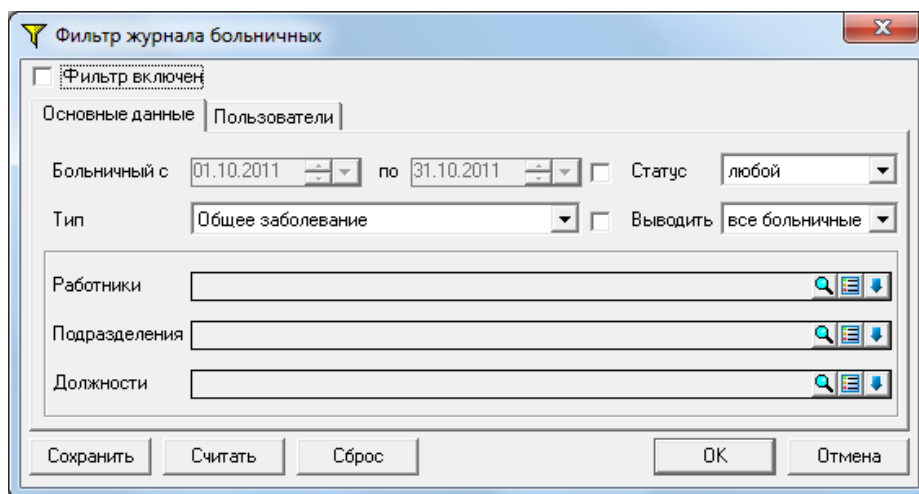 Фильтр журнала больничных
Фильтр включен
Основные данные Пользователи
Больничный с 01.10.2011 по 31.10.2011 Статус любой
Тип Общее заболевание Выводить все больничные
Работники
Подразделения
Должности
Сохранить Считать Сброс OK Отмена